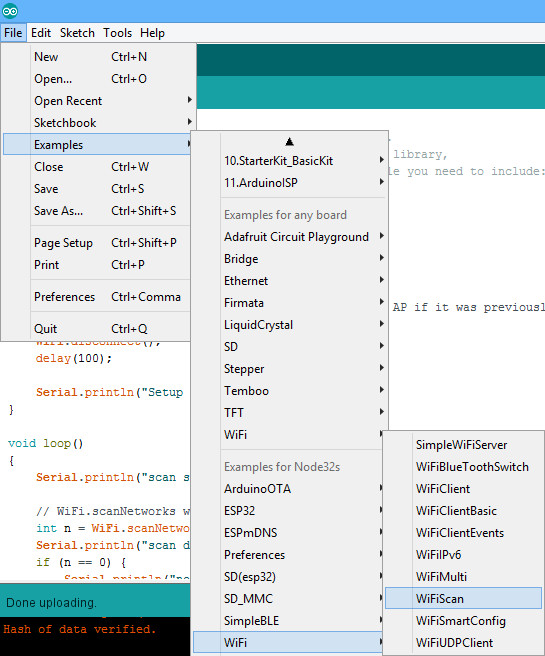 File Edit Sketch Tools Help
New Ctrl+N
Open... Ctrl+O
Open Recent
Sketchbook
Examples
Close Ctrl+W
Save Ctrl+S
Save As... Ctrl+Shift+S
Page Setup Ctrl+Shift+P
Print Ctrl+P
Preferences Ctrl+Comma
Quit Ctrl+Q
10.StarterKit_BasicKit
11.ArduinoISP
Examples for any board
Adafruit Circuit Playground
Bridge
Ethernet
Firmata
LiquidCrystal
SD
Stepper
Temboo
TFT
WiFi
Examples for Node32s
ArduinoOTA
ESP32
ESPmDNS
Preferences
SD(esp32)
SD_MMC
SimpleBLE
WiFi
SimpleWiFiServer
WiFiBlueToothSwitch
WiFiClient
WiFiClientBasic
WiFiClientEvents
WiFiIPv6
WiFiMulti
WiFiScan
WiFiSmartConfig
WiFiUDPClient
library,
le you need to include:
AP if it was previousl
WiFi.disconnect();
delay(100);
Serial.println("Setup
}
void loop()
{
Serial.println("scan s
// WiFi.scanNetworks w
int n = WiFi.scanNetwo
Serial.println("scan d
if (n == 0) {
Serial.println("no
Done uploading.
Hash of data verified.